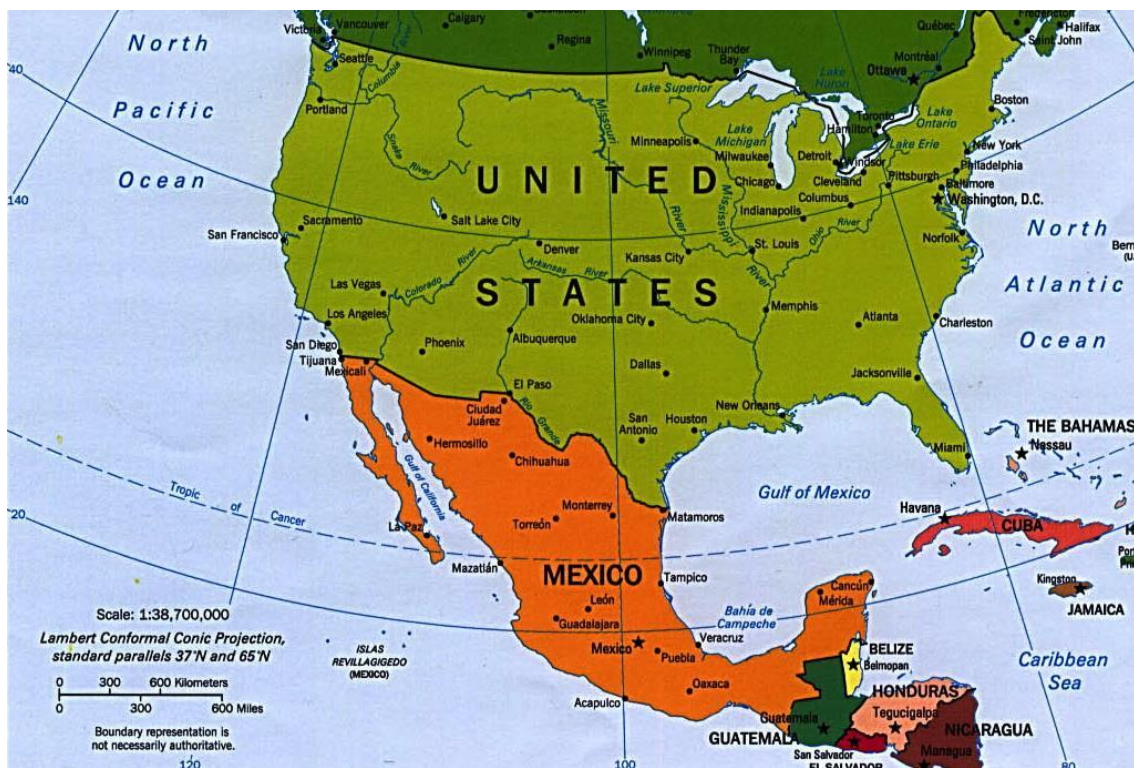 Calgary
Fredericton
Québec
Halifax
Vancouver
Victoria
Saint John
Regina
Winnipeg
Thunder
Bay
Montréal
Ottawa
North
Pacific
Ocean
40
Seattle
Columbia
River
Lake
Huron
Lake Superior
Portland
Missouri
Toronto
Lake
Ontario
Boston
Hamilton
Snake
River
Minneapolis
Lake
Michigan
Lake Erie
New York
Milwaukee
Detroit
Windsor
Philadelphia
UNITED
Chicago
Cleveland
Pittsburgh
Baltimore
140
Columbus
Washington, D.C.
Sacramento
Salt Lake City
River
Mississippi
Indianapolis
San Francisco
Denver
Kansas City
St. Louis
Ohio
River
Norfolk
North
Atlantic
Ocean
Bern
(U.
Las Vegas
Colorado
River
Arkansas
River
STATES
Los Angeles
Oklahoma City
Memphis
Atlanta
Charleston
San Diego
Tijuana
Mexicali
Phoenix
Albuquerque
Dallas
Jacksonville
El Paso
Ciudad
Juárez
Rio
Grande
San
Antonio
Houston
New Orleans
Hermosillo
Chihuahua
Miami
THE BAHAMAS
Nassau
Gulf of California
Gulf of Mexico
Tropic
of
Cancer
20
La Paz
Torreón
Monterrey
Matamoros
Havana
CUBA
Mazatlán
MEXICO
Tampico
H
Por
Pri
León
Guadalajara
Mexico
Puebla
Veracruz
Bahía de
Campeche
Cancún
Mérida
Kingston
JAMAICA
Scale: 1:38,700,000
Lambert Conformal Conic Projection,
standard parallels 37°N and 65°N
ISLAS
REVILLAGIGEDO
(MEXICO)
0 300 600 Kilometers
0 300 600 Miles
Oaxaca
Acapulco
BELIZE
Belmopan
Caribbean
Sea
HONDURAS
Tegucigalpa
Guatemala
GUATEMALA
NICARAGUA
Managua
San Salvador
EL SALVADOR
Boundary representation is
not necessarily authoritative.
120
100
80